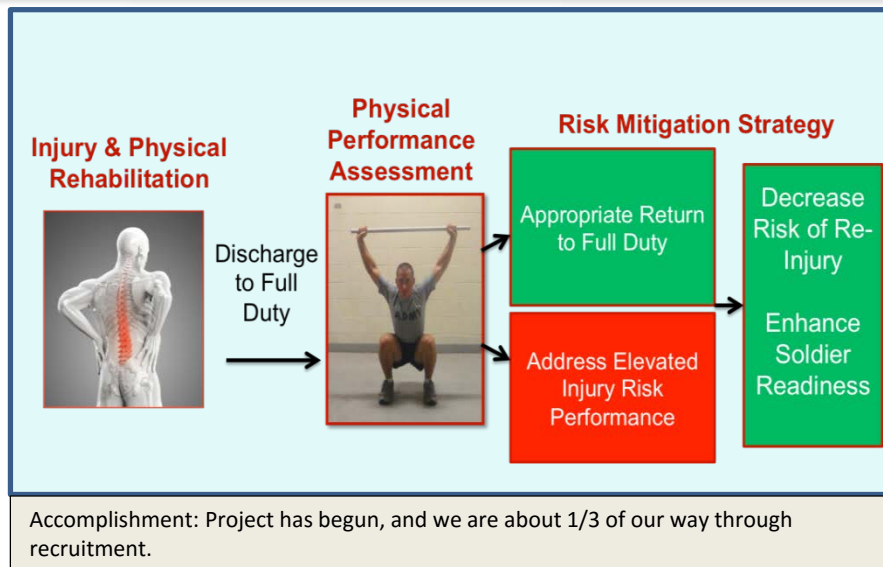 Injury & Physical
Rehabilitation
Discharge
to Full
Duty
Physical
Performance
Assessment
Risk Mitigation Strategy
Appropriate Return
to Full Duty
Address Elevated
Injury Risk
Performance
Decrease
Risk of Re-
Injury
Enhance
Soldier
Readiness
ARMY
Accomplishment: Project has begun, and we are about 1/3 of our way through
recruitment.